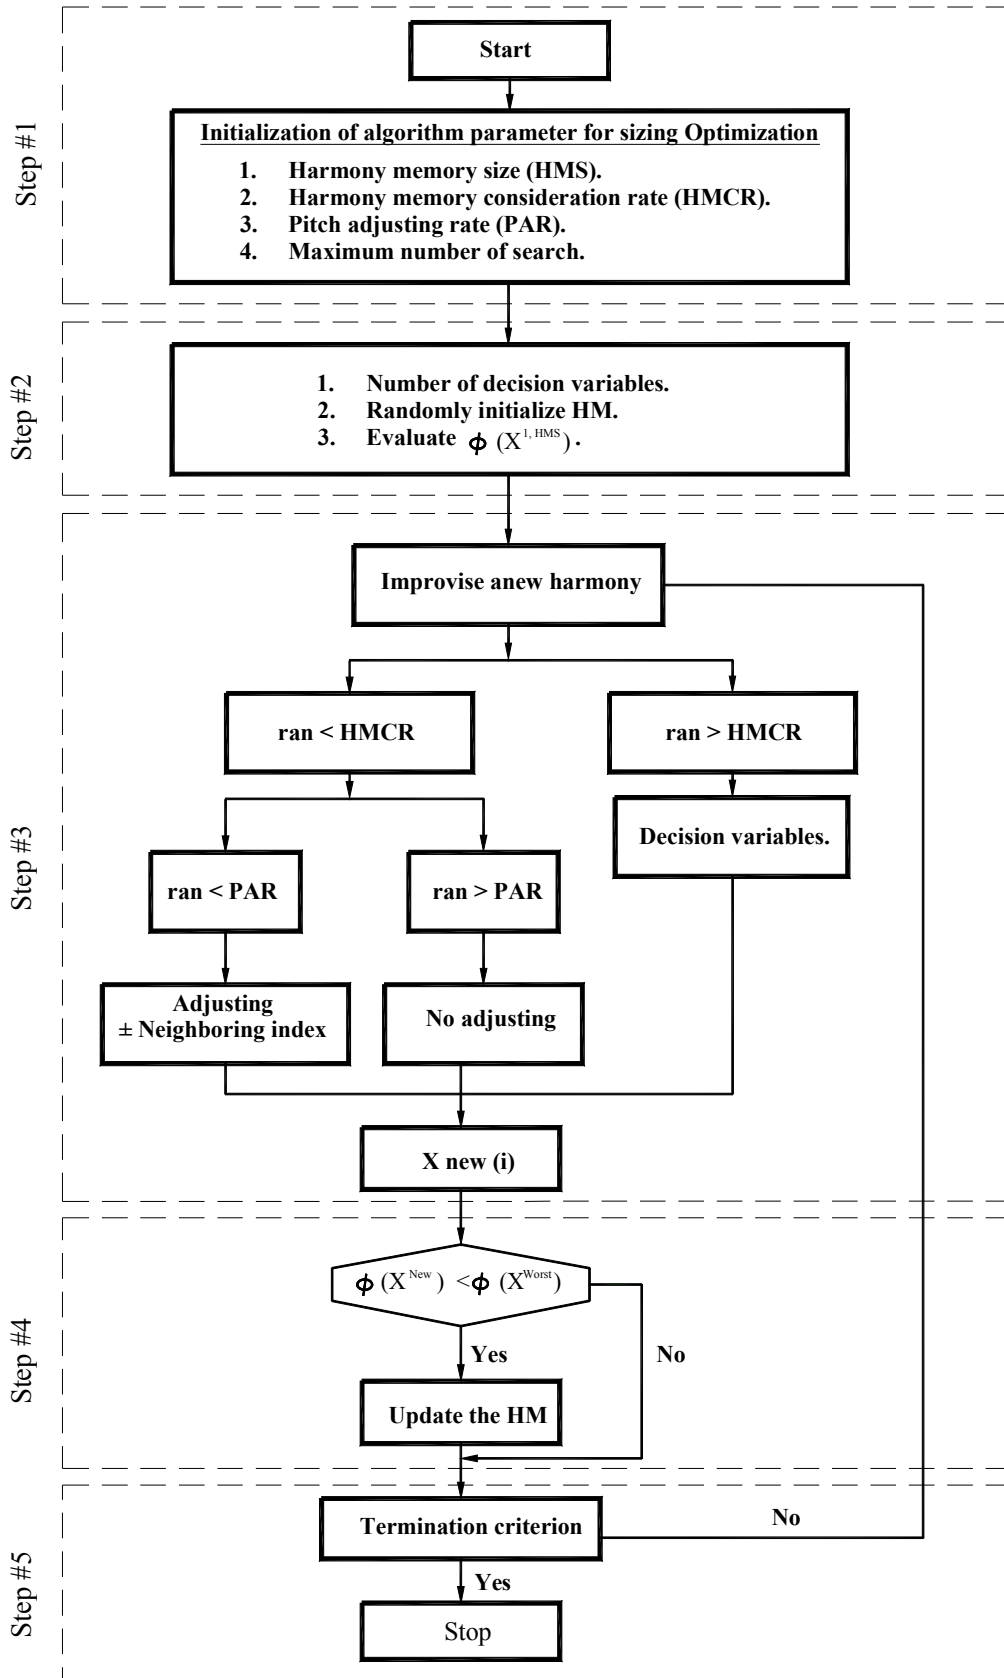 Step #1
Start
Initialization of algorithm parameter for sizing Optimization
1. Harmony memory size (HMS).
2. Harmony memory consideration rate (HMCR).
3. Pitch adjusting rate (PAR).
4. Maximum number of search.
Step #2
1. Number of decision variables.
2. Randomly initialize HM.
3. Evaluate ϕ (X^1, HMS).
Step #3
Improvise anew harmony
ran < HMCR
ran > HMCR
Decision variables.
ran < PAR
ran > PAR
Adjusting
± Neighboring index
No adjusting
X new (i)
Step #4
ϕ (X^New) < ϕ (X^Worst)
Yes
No
Update the HM
Step #5
Termination criterion
No
Yes
Stop